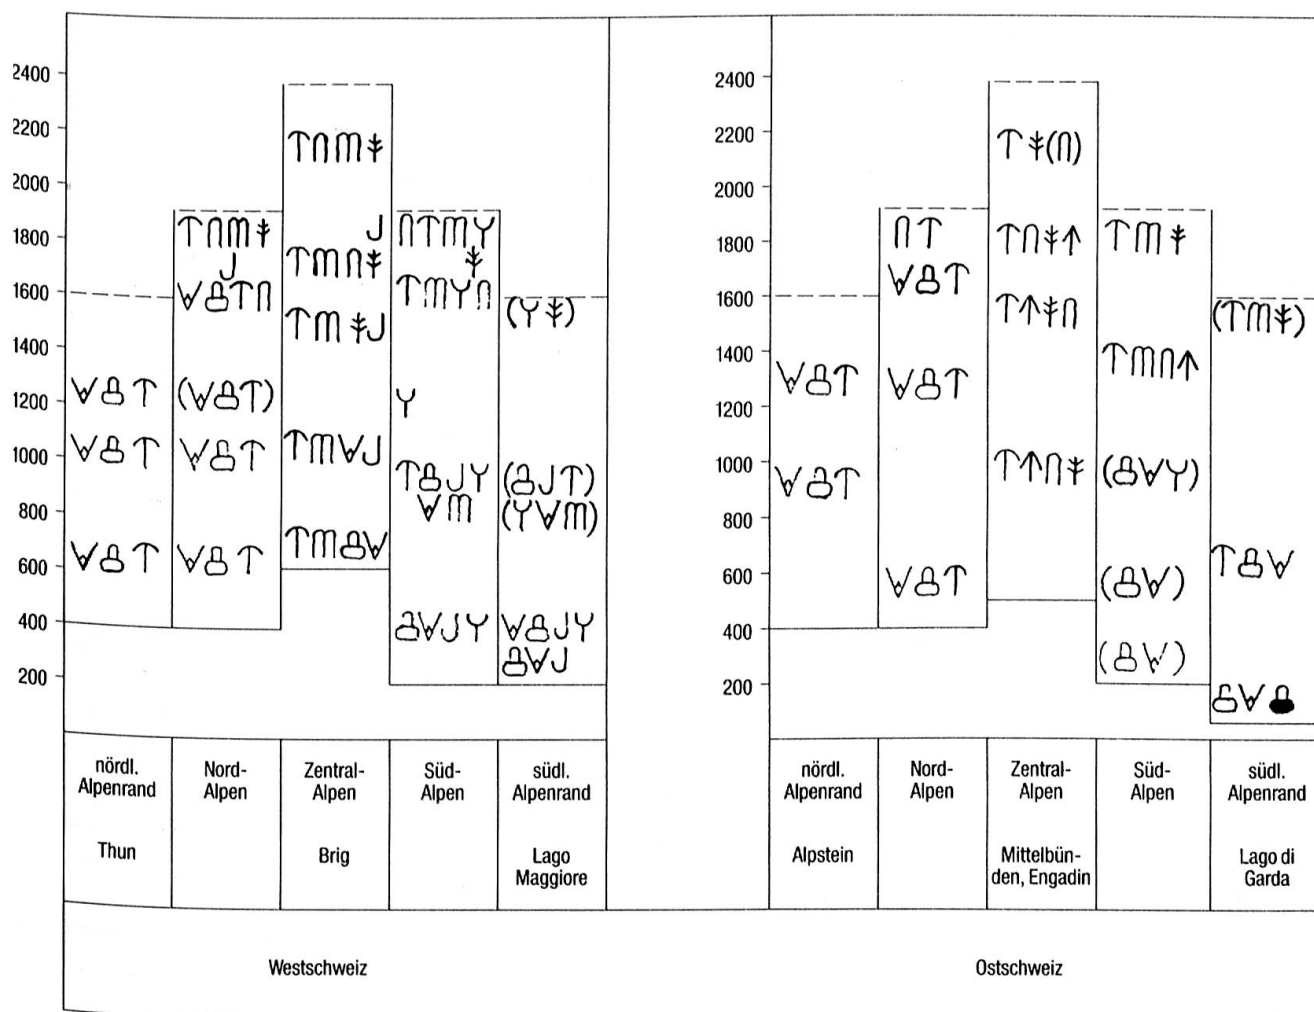 2400
2200
2000
1800
1600
1400
1200
1000
800
600
400
200
2400
2200
2000
1800
1600
1400
1200
1000
800
600
400
200
nördl.
Alpenrand
Thun
Nord-
Alpen
Zentral-
Alpen
Brig
Süd-
Alpen
südl.
Alpenrand
Lago
Maggiore
nördl.
Alpenrand
Alpstein
Nord-
Alpen
Zentral-
Alpen
Mittelbün-
den, Engadin
Süd-
Alpen
südl.
Alpenrand
Lago di
Garda
Westschweiz
Ostschweiz